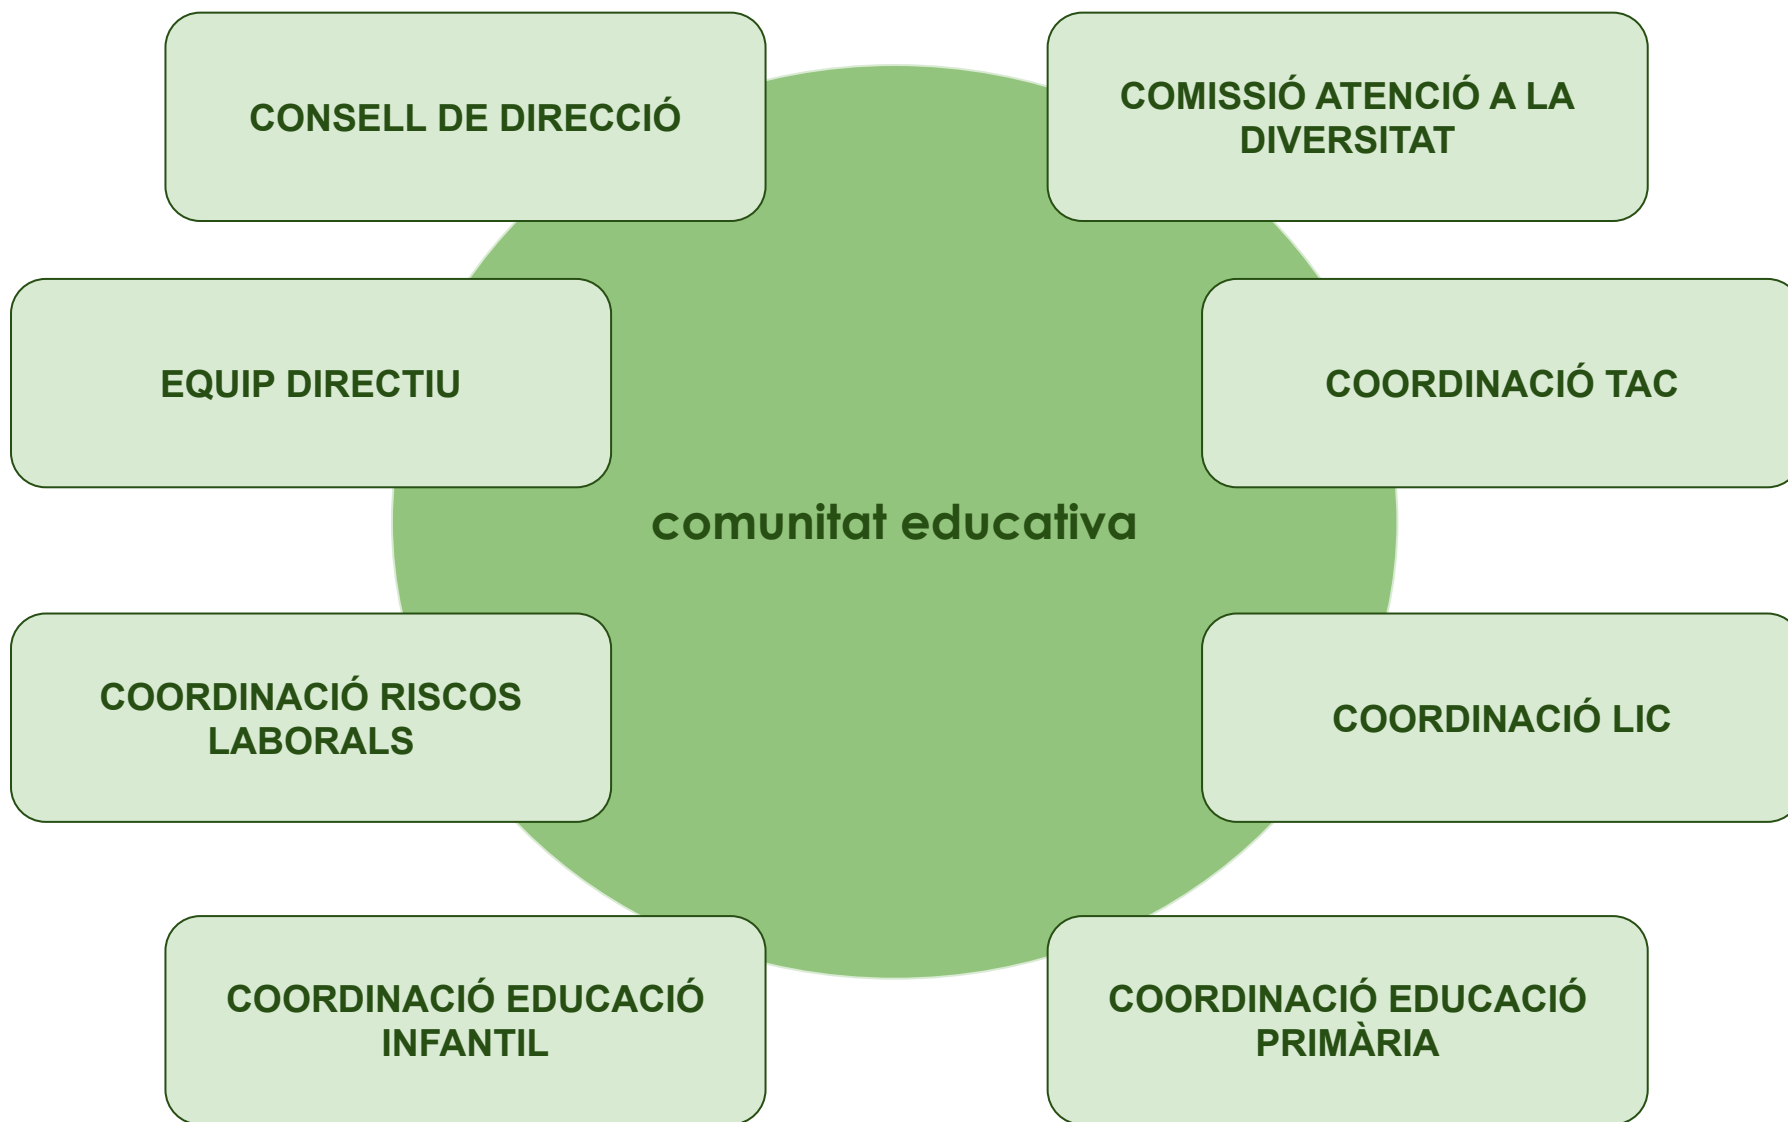 CONSELL DE DIRECCIÓ
COMISSIÓ ATENCIÓ A LA
DIVERSITAT
EQUIP DIRECTIU
COORDINACIÓ TAC
comunitat educativa
COORDINACIÓ RISCOS
LABORALS
COORDINACIÓ LIC
COORDINACIÓ EDUCACIÓ
INFANTIL
COORDINACIÓ EDUCACIÓ
PRIMÀRIA